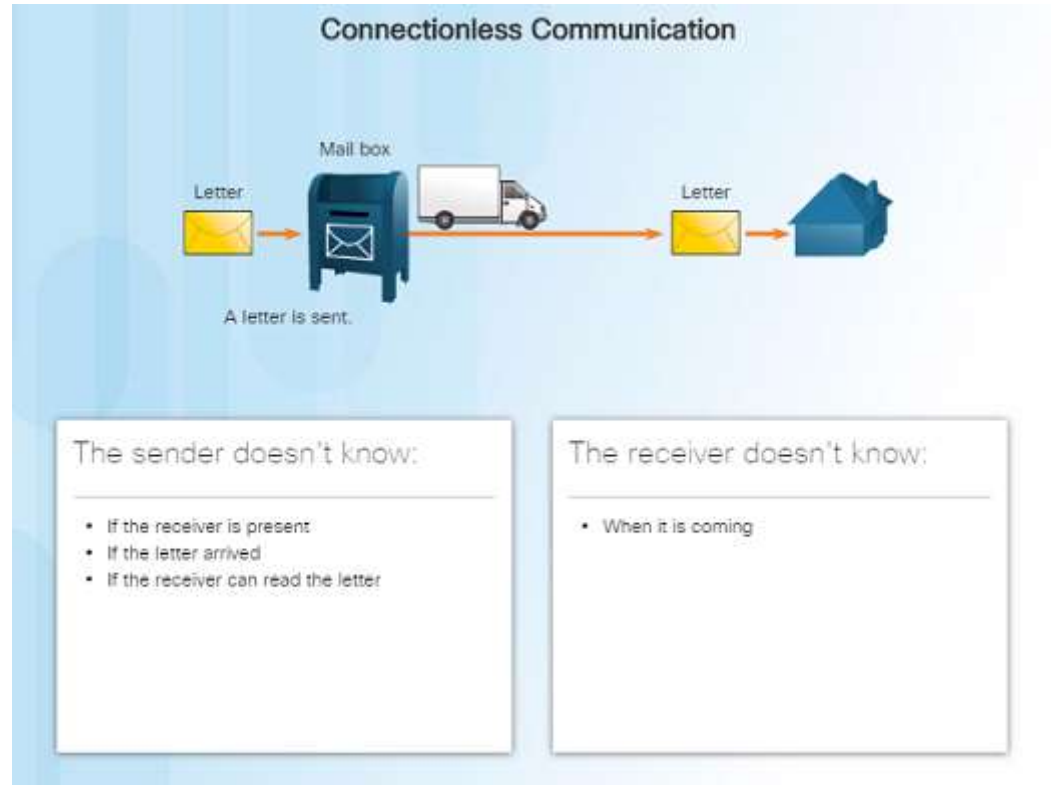 Connectionless Communication
Mail box
Letter
Letter
A letter is sent.
The sender doesn't know:
• If the receiver is present
• If the letter arrived
• If the receiver can read the letter
The receiver doesn't know:
• When it is coming